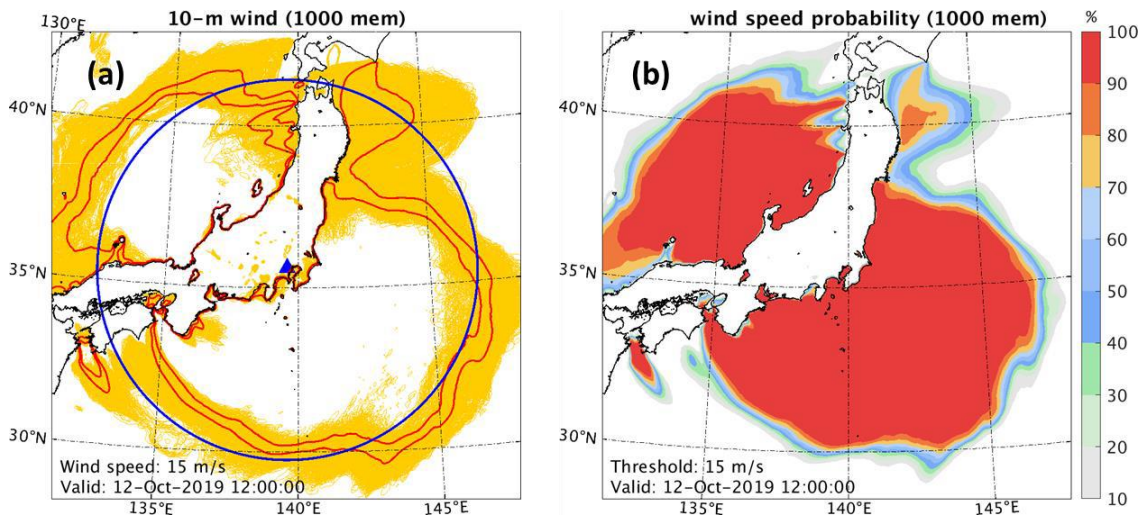 10-m wind (1000 mem)
130°E
(a)
40°N
35°N
30°N
Wind speed: 15 m/s
Valid: 12-Oct-2019 12:00:00
135°E
140°E
145°E
wind speed probability (1000 mem)
130°E
(b)
40°N
35°N
30°N
Threshold: 15 m/s
Valid: 12-Oct-2019 12:00:00
135°E
140°E
145°E
%
100
90
80
70
60
50
40
30
20
10